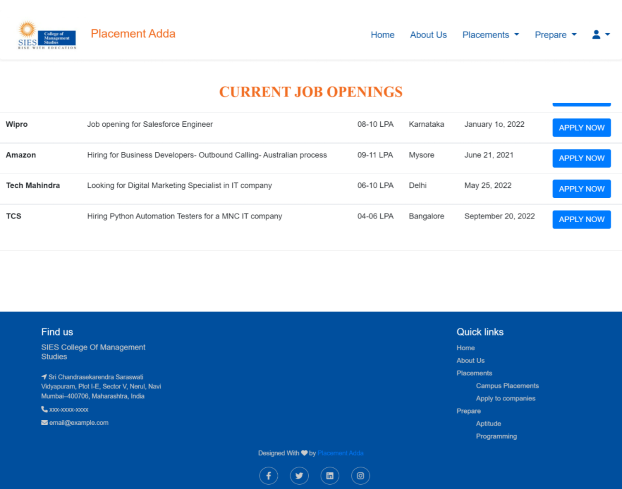 SIES
College of
Management
Studies
RISE WITH EDUCATION
Placement Adda
Home About Us Placements Prepare
CURRENT JOB OPENINGS
Wipro Job opening for Salesforce Engineer 08-10 LPA Karnataka January 1o, 2022 APPLY NOW
Amazon Hiring for Business Developers- Outbound Calling- Australian process 09-11 LPA Mysore June 21, 2021 APPLY NOW
Tech Mahindra Looking for Digital Marketing Specialist in IT company 06-10 LPA Delhi May 25, 2022 APPLY NOW
TCS Hiring Python Automation Testers for a MNC IT company 04-06 LPA Bangalore September 20, 2022 APPLY NOW
Find us
SIES College Of Management
Studies
Sri Chandrasekarendra Saraswati
Vidyapuram, Plot I-E, Sector V, Nerul, Navi
Mumbai-400706, Maharashtra, India
xxx-xxxx-xxxx
email@example.com
Quick links
Home
About Us
Placements
Campus Placements
Apply to companies
Prepare
Aptitude
Programming
Designed With by Placement Adda